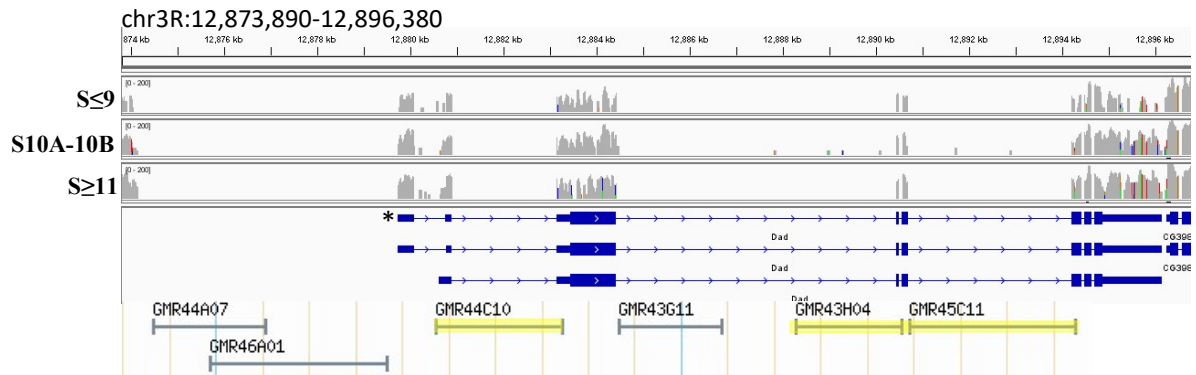 chr3R:12,873,890-12,896,380
874 kb 12,876 kb 12,878 kb 12,880 kb 12,882 kb 12,884 kb 12,886 kb 12,888 kb 12,890 kb 12,892 kb 12,894 kb 12,896 kb
S≤9 [0 - 200]
S10A-10B [0 - 200]
S≥11 [0 - 200]
*
Dad CG398
Dad CG398
Dad
GMR44A07 GMR44C10 GMR43G11 GMR43H04 GMR45C11
GMR46A01